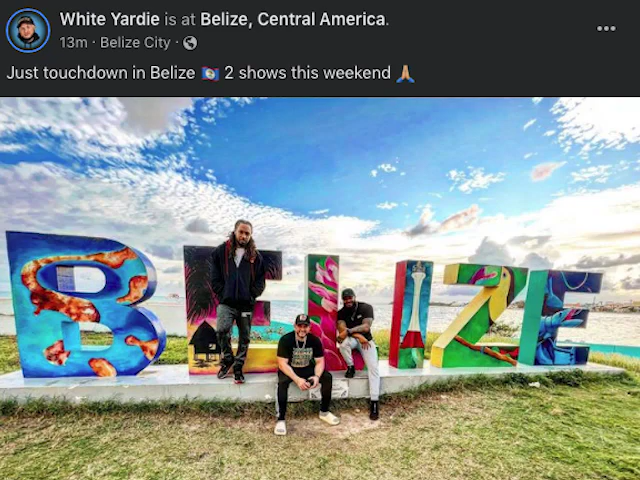 White Yardie is at Belize, Central America.
13m · Belize City ·
Just touchdown in Belize 🇧🇿 2 shows this weekend 🙏🏽
BELIZE